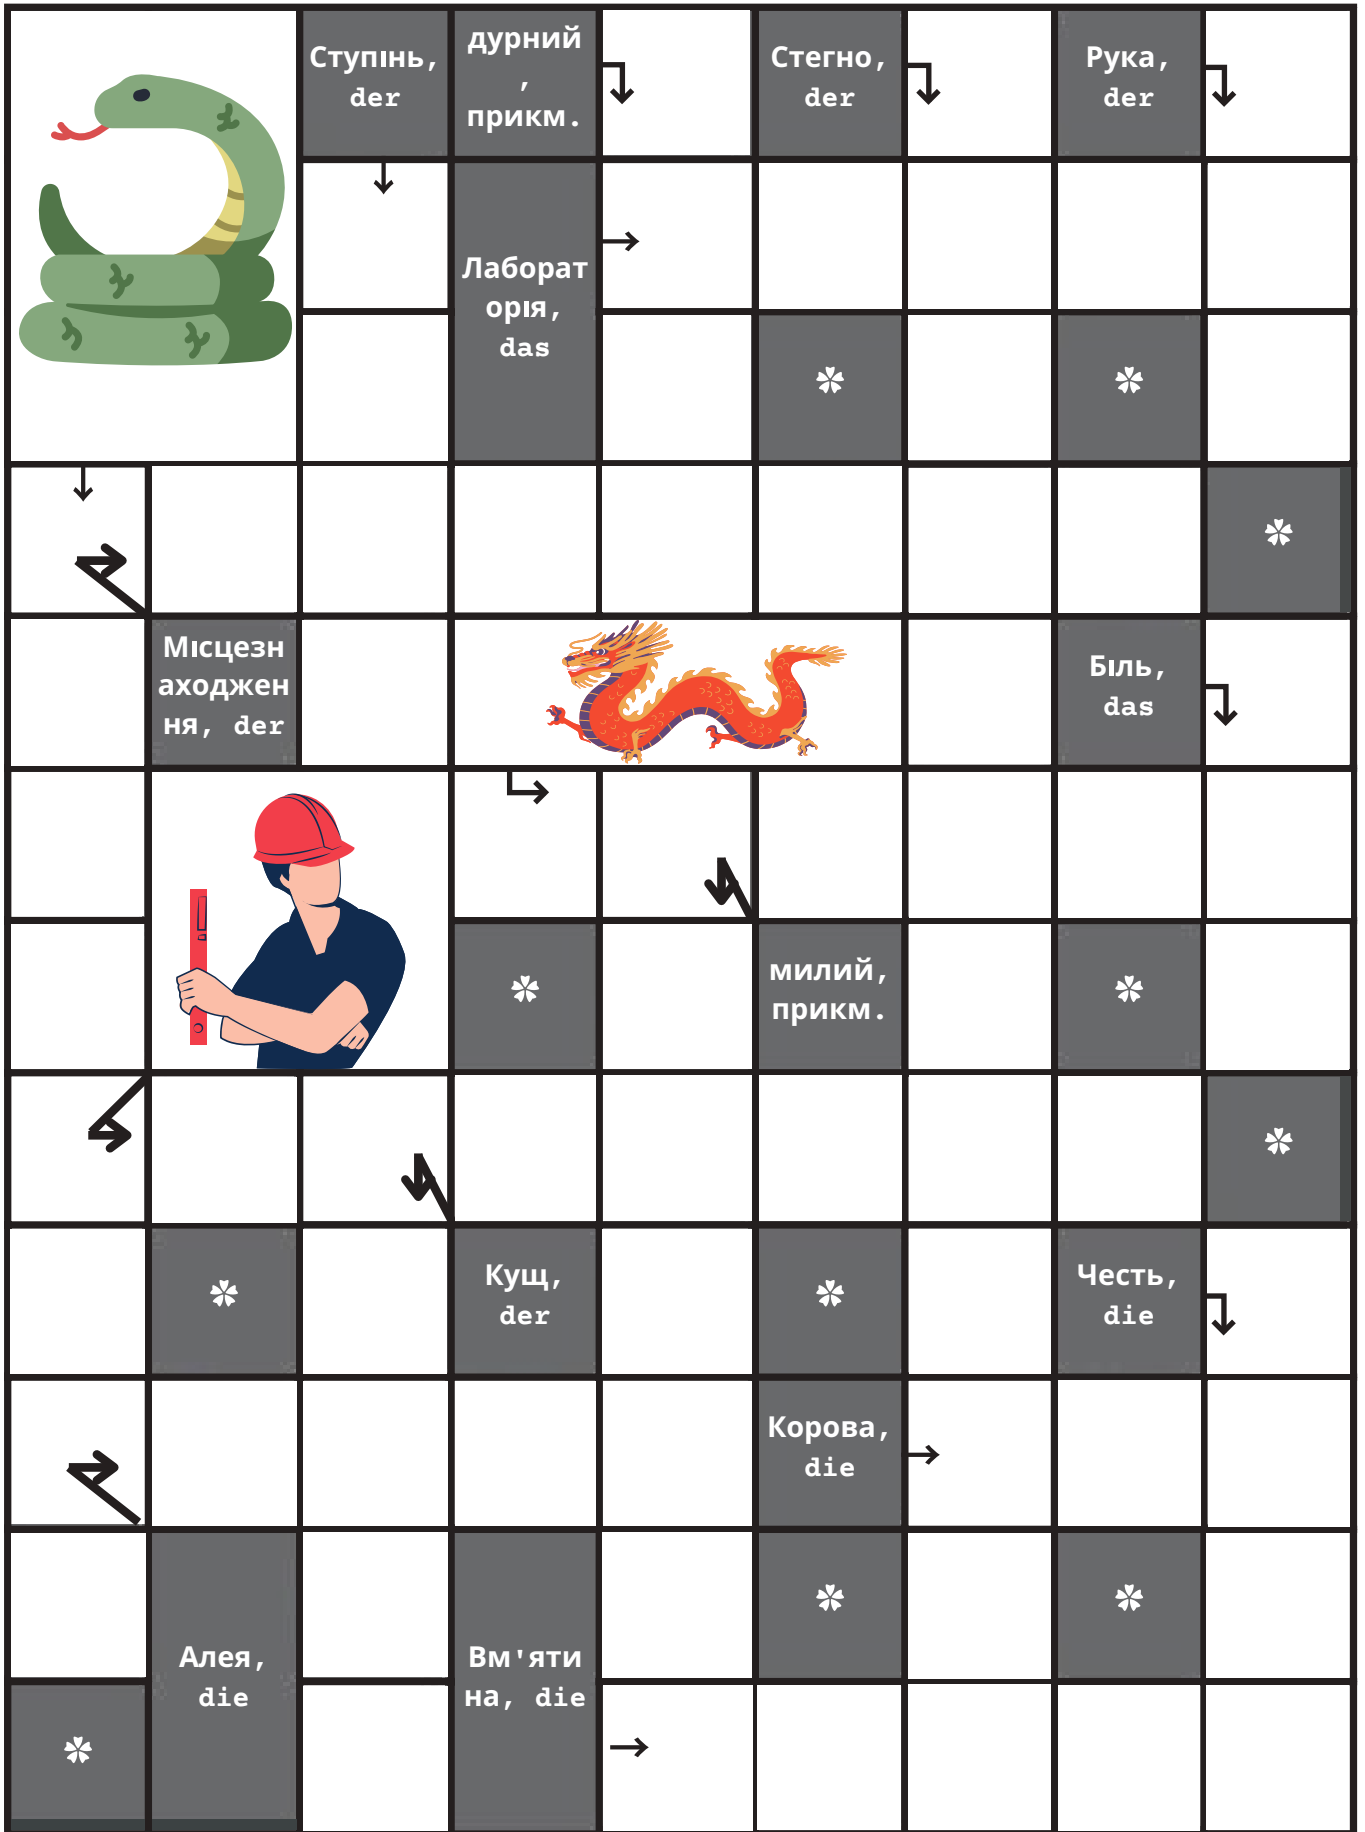 Ступінь,
der
дурний
,
прикм.
Стегно,
der
Рука,
der
Лаборат
орія,
das
Місцезн
аходжен
ня, der
Біль,
das
милий,
прикм.
Кущ,
der
Честь,
die
Корова,
die
Алея,
die
Вм'яти
на, die